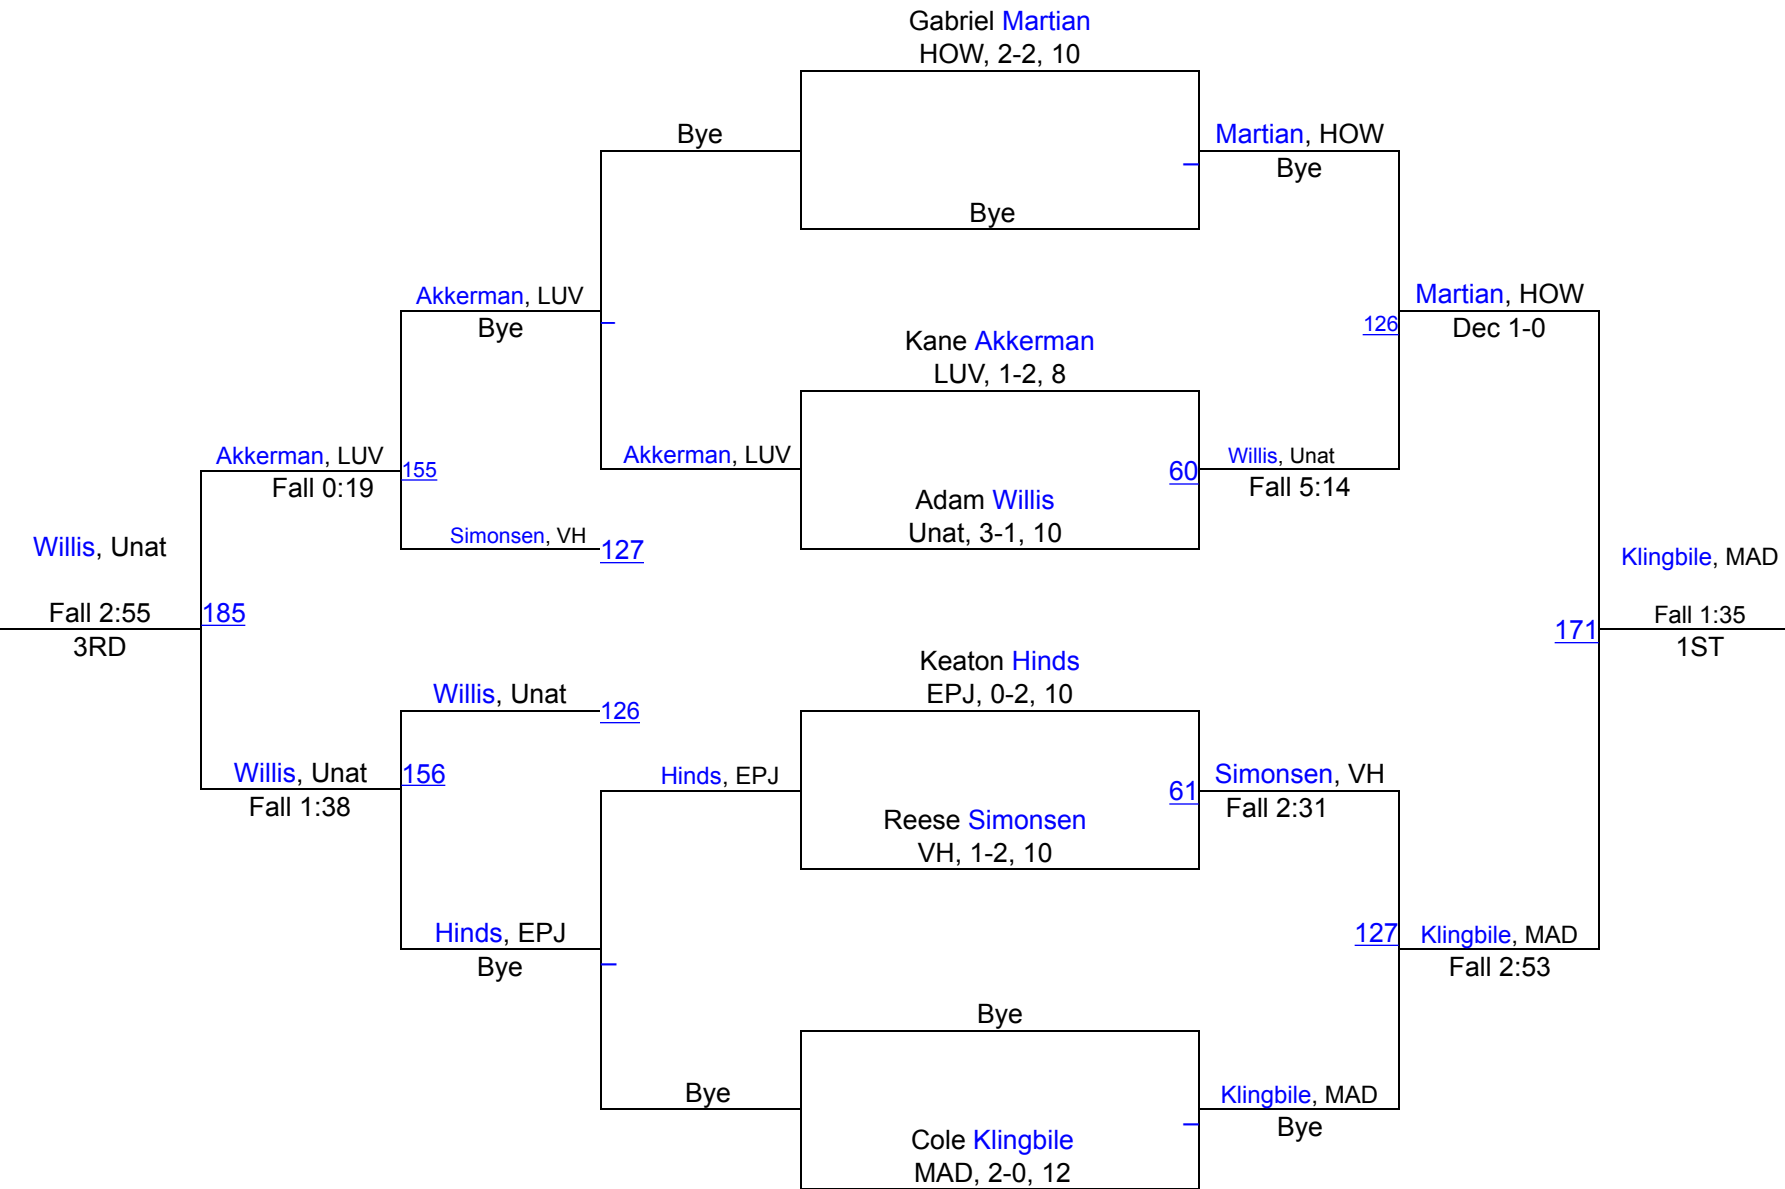 Gabriel Martian
HOW, 2-2, 10
Bye
Martian, HOW
Bye
Bye
Akkerman, LUV
Bye
Martian, HOW
126
Dec 1-0
Kane Akkerman
LUV, 1-2, 8
Akkerman, LUV
155
Fall 0:19
Akkerman, LUV
60
Willis, Unat
Fall 5:14
Adam Willis
Unat, 3-1, 10
Simonsen, VH
127
Willis, Unat
Fall 2:55
185
3RD
Klingbile, MAD
171
Fall 1:35
1ST
Keaton Hinds
EPJ, 0-2, 10
Willis, Unat
126
Willis, Unat
156
Fall 1:38
Hinds, EPJ
61
Simonsen, VH
Fall 2:31
Reese Simonsen
VH, 1-2, 10
Hinds, EPJ
Bye
127
Klingbile, MAD
Fall 2:53
Bye
Bye
Klingbile, MAD
Bye
Cole Klingbile
MAD, 2-0, 12